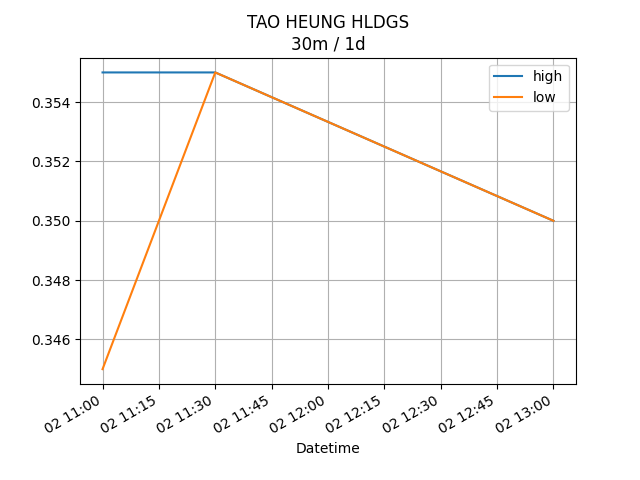 TAO HEUNG HLDGS
30m / 1d
high
low
0.354
0.352
0.350
0.348
0.346
02 11:00
02 11:15
02 11:30
02 11:45
02 12:00
02 12:15
02 12:30
02 12:45
02 13:00
Datetime